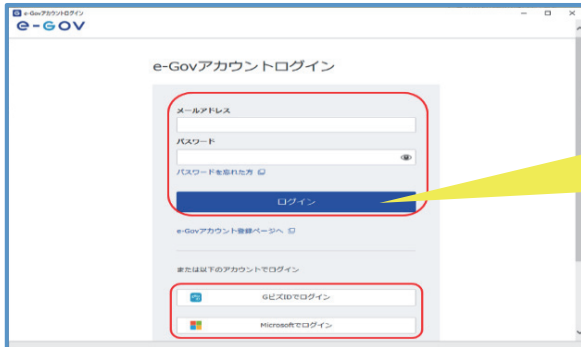 e-Govアカウントログイン
e-GOV
e-Govアカウントログイン
メールアドレス
パスワード
パスワードを忘れた方
ログイン
e-Govアカウント登録ページへ
または以下のアカウントでログイン
GビズIDでログイン
Microsoftでログイン